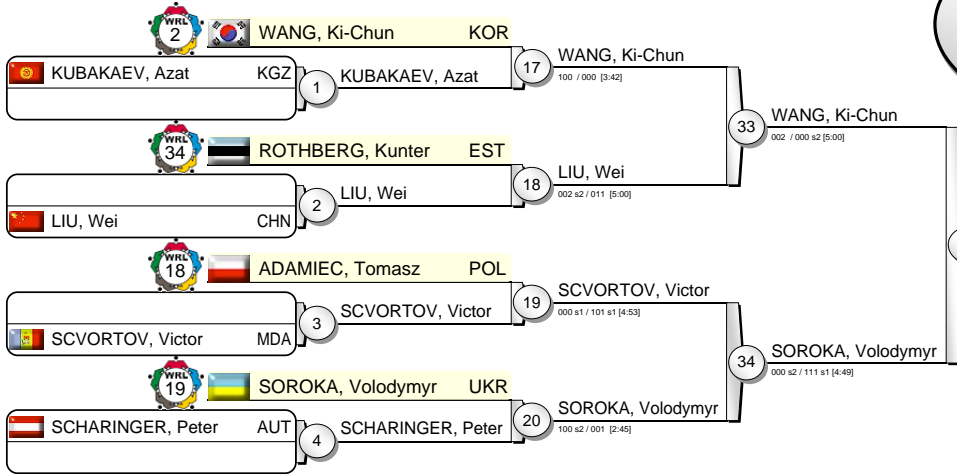 WRL
2
WANG, Ki-Chun KOR
KUBAKAEV, Azat KGZ
1
KUBAKAEV, Azat
17
WANG, Ki-Chun
100 / 000 [3:42]
33
WANG, Ki-Chun
002 / 000 s2 [5:00]
WRL
34
ROTHBERG, Kunter EST
LIU, Wei CHN
2
LIU, Wei
18
LIU, Wei
002 s2 / 011 [5:00]
WRL
18
ADAMIEC, Tomasz POL
SCVORTOV, Victor MDA
3
SCVORTOV, Victor
19
SCVORTOV, Victor
000 s1 / 101 s1 [4:53]
34
SOROKA, Volodymyr
000 s2 / 111 s1 [4:49]
WRL
19
SOROKA, Volodymyr UKR
SCHARINGER, Peter AUT
4
SCHARINGER, Peter
20
SOROKA, Volodymyr
100 s2 / 001 [2:45]